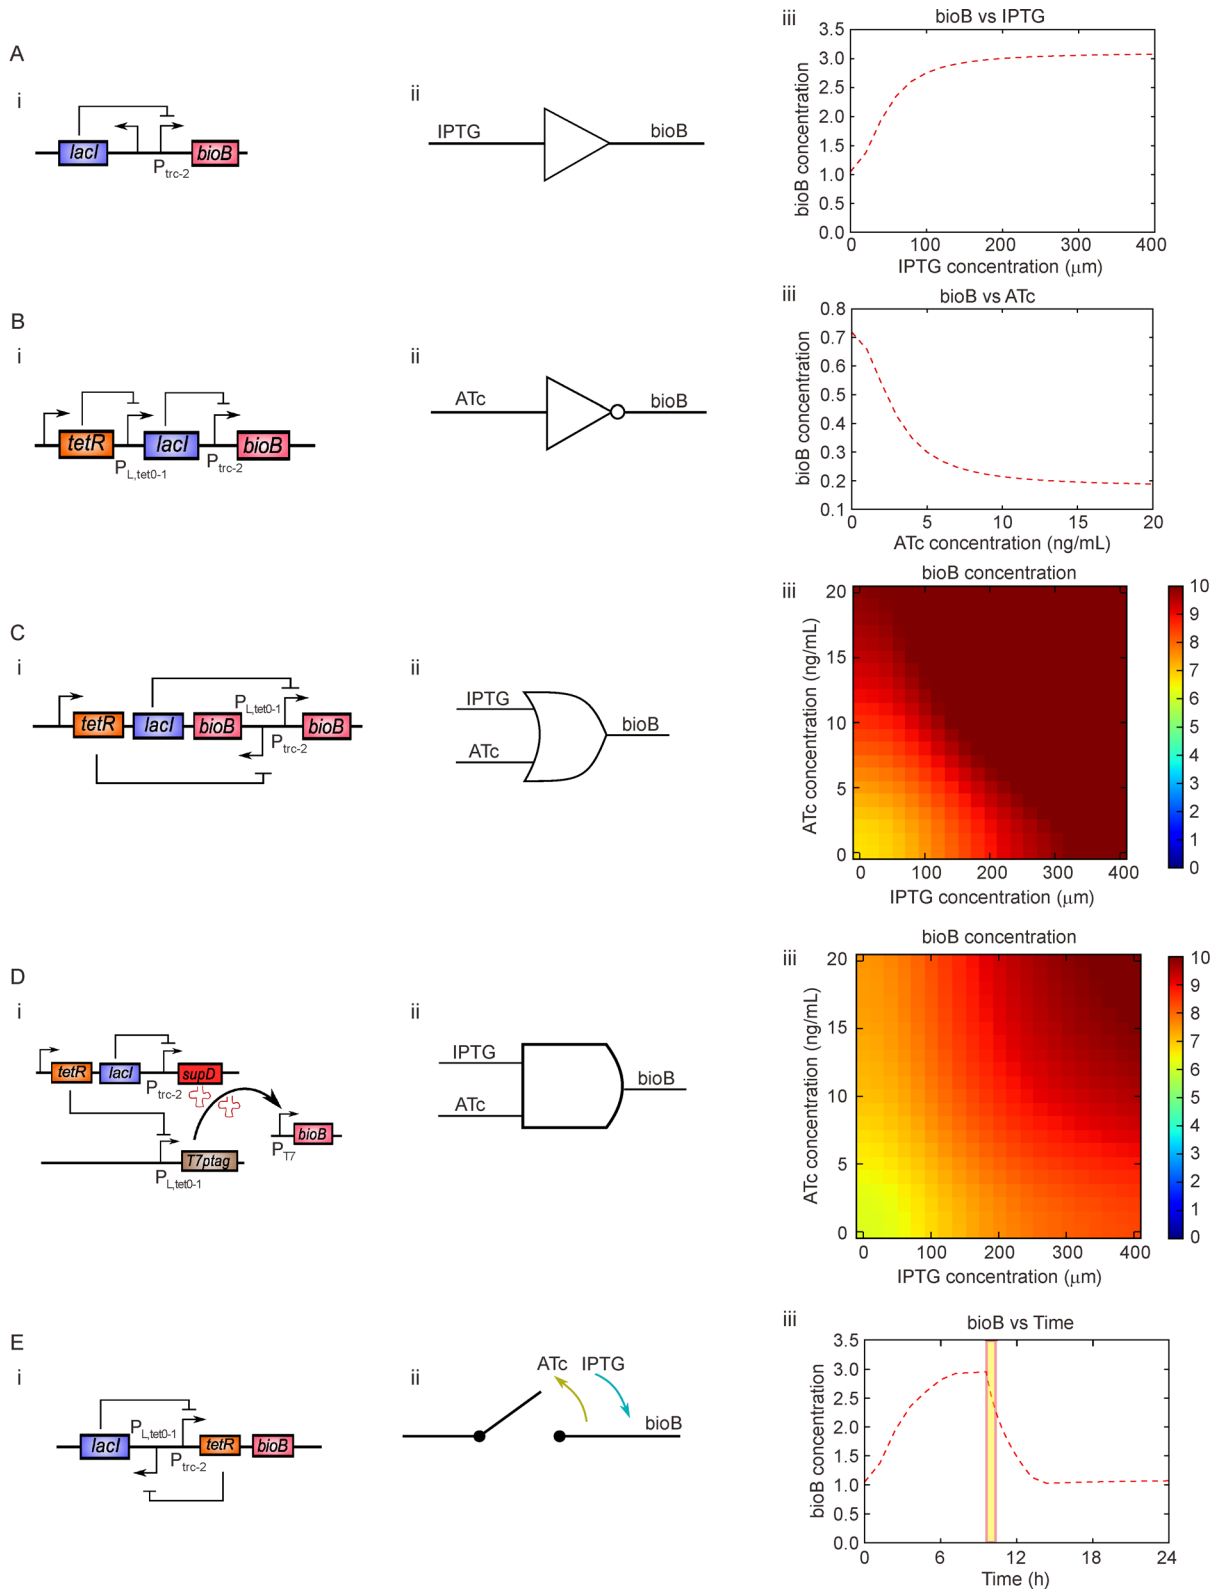 A
i
lacI
bioB
Ptrc-2
ii
IPTG
bioB
iii
bioB vs IPTG
bioB concentration
3.5
3.0
2.5
2.0
1.5
1.0
0.5
0.0
0 100 200 300 400
IPTG concentration (μm)
B
i
tetR
lacI
bioB
PL,tet0-1
Ptrc-2
ii
ATc
bioB
iii
bioB vs ATc
bioB concentration
0.8
0.7
0.6
0.5
0.4
0.3
0.2
0.1
0 5 10 15 20
ATc concentration (ng/mL)
C
i
PL,tet0-1
tetR
lacI
bioB
bioB
Ptrc-2
ii
IPTG
ATc
bioB
iii
bioB concentration
ATc concentration (ng/mL)
20
15
10
5
0
0 100 200 300 400
IPTG concentration (μm)
10
9
8
7
6
5
4
3
2
1
0
D
i
tetR
lacI
supD
Ptrc-2
bioB
PT7
T7ptag
PL,tet0-1
ii
IPTG
ATc
bioB
iii
bioB concentration
ATc concentration (ng/mL)
20
15
10
5
0
0 100 200 300 400
IPTG concentration (μm)
10
9
8
7
6
5
4
3
2
1
0
E
i
PL,tet0-1
lacI
tetR
bioB
Ptrc-2
ii
ATc IPTG
bioB
iii
bioB vs Time
bioB concentration
3.5
3.0
2.5
2.0
1.5
1.0
0.5
0.0
0 6 12 18 24
Time (h)